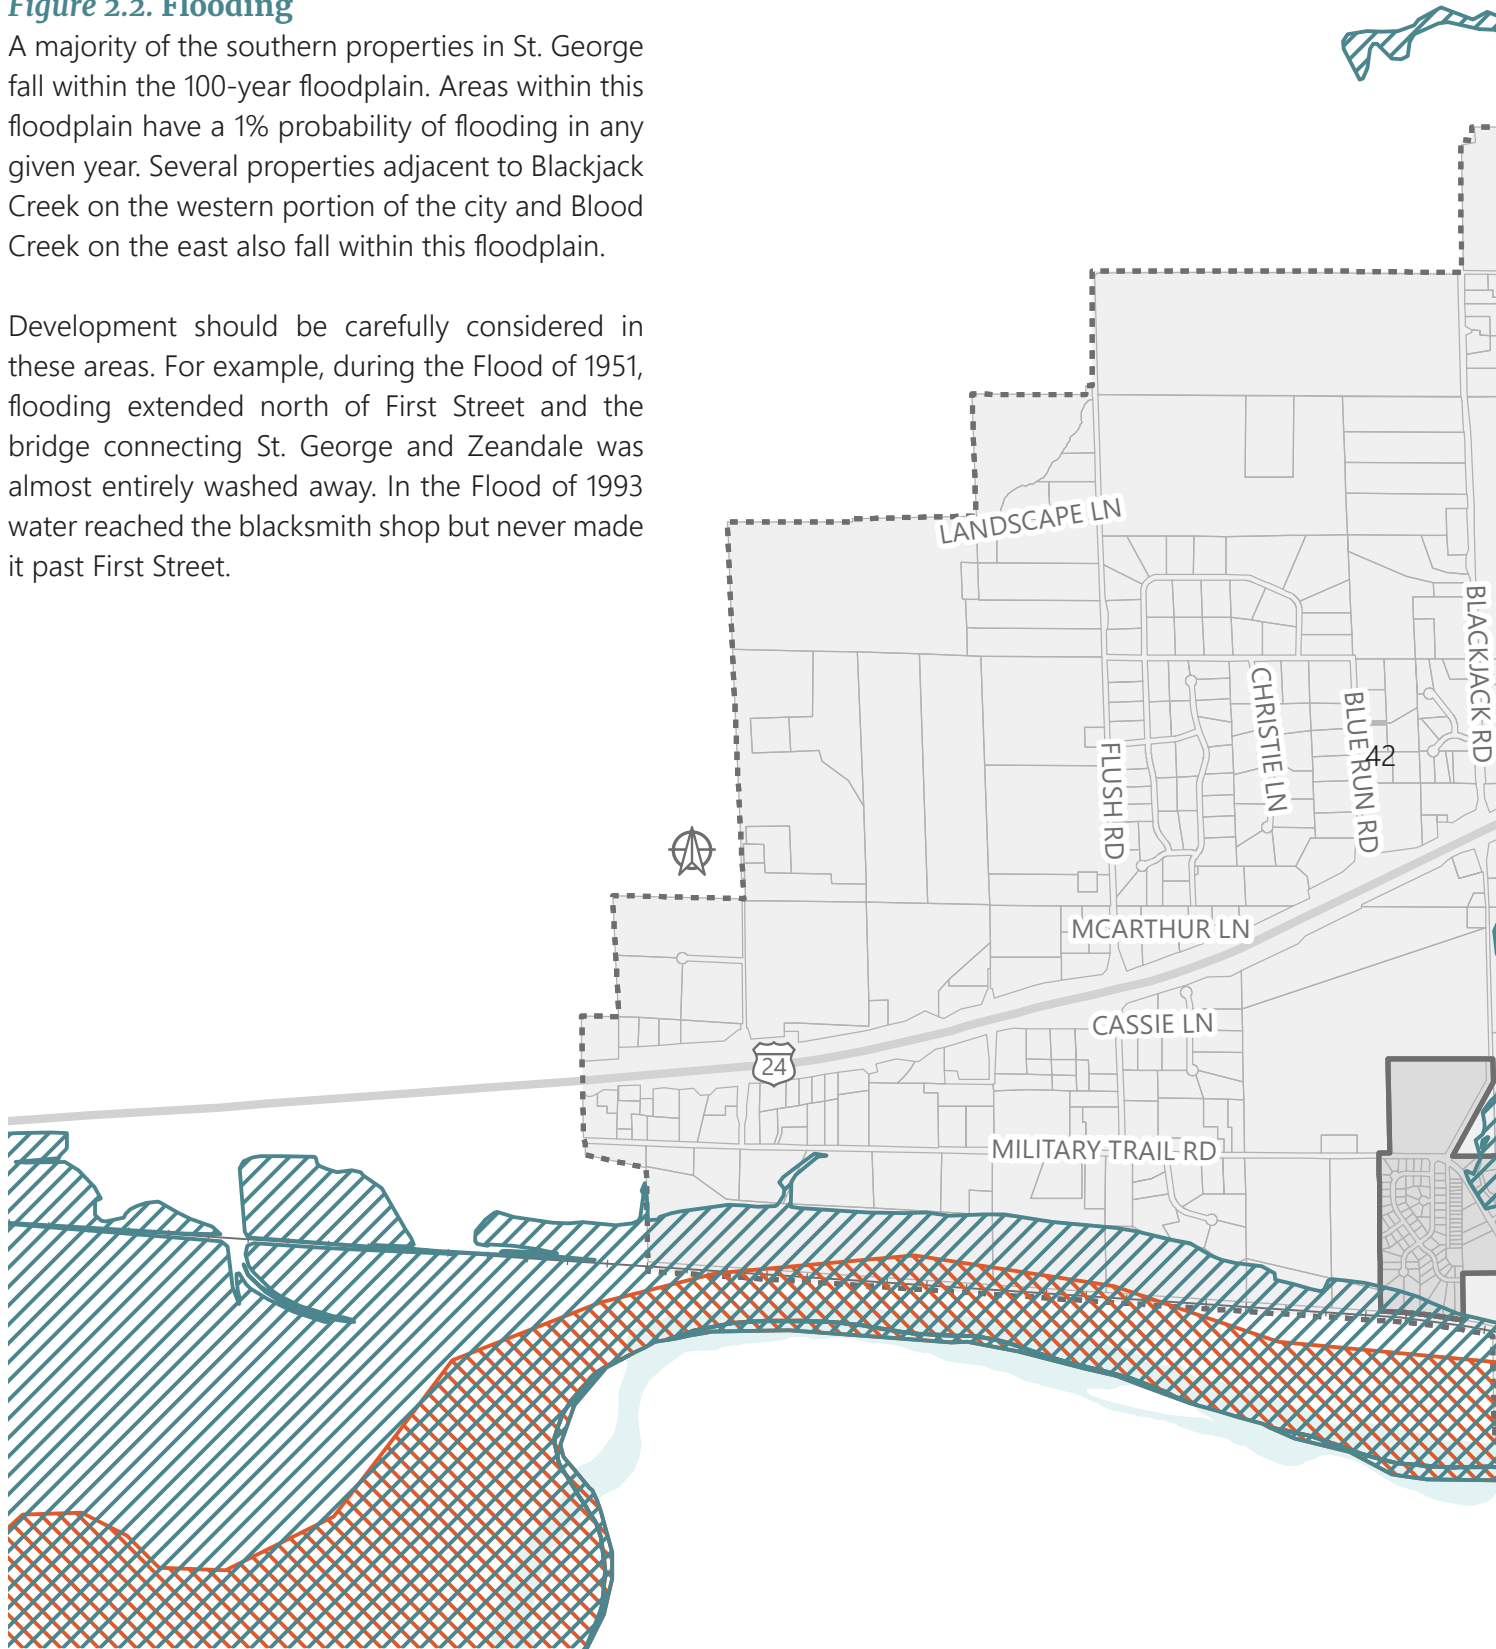 Figure 2.2. Flooding
A majority of the southern properties in St. George
fall within the 100-year floodplain. Areas within this
floodplain have a 1% probability of flooding in any
given year. Several properties adjacent to Blackjack
Creek on the western portion of the city and Blood
Creek on the east also fall within this floodplain.
Development should be carefully considered in
these areas. For example, during the Flood of 1951,
flooding extended north of First Street and the
bridge connecting St. George and Zeandale was
almost entirely washed away. In the Flood of 1993
water reached the blacksmith shop but never made
it past First Street.
LANDSCAPE LN
BLACKJACK RD
CHRISTIE LN
BLUE RUN RD
42
FLUSH RD
MCARTHUR LN
CASSIE LN
24
MILITARY TRAIL RD